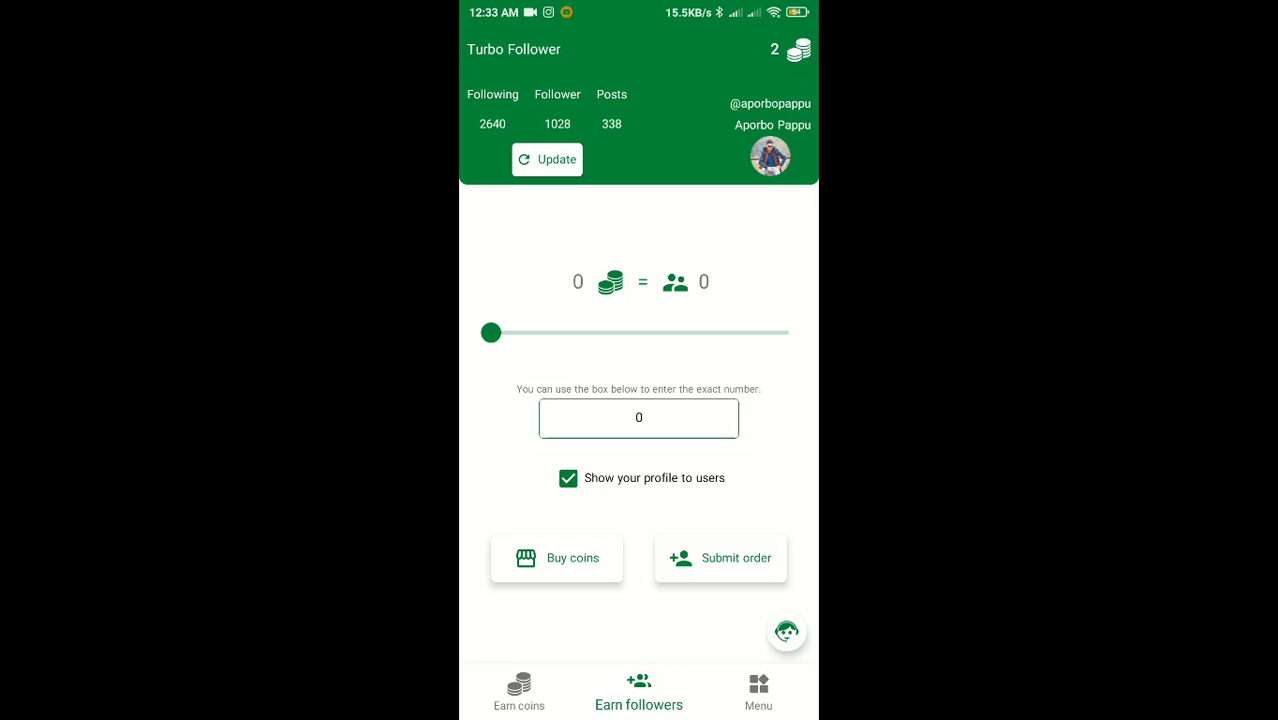 12:33 AM 15.5KB/s 54
Turbo Follower 2
Following Follower Posts
@aporbopappu
2640 1028 338
Aporbo Pappu
Update
0 = 0
You can use the box below to enter the exact number.
0
Show your profile to users
Buy coins Submit order
Earn coins Earn followers Menu